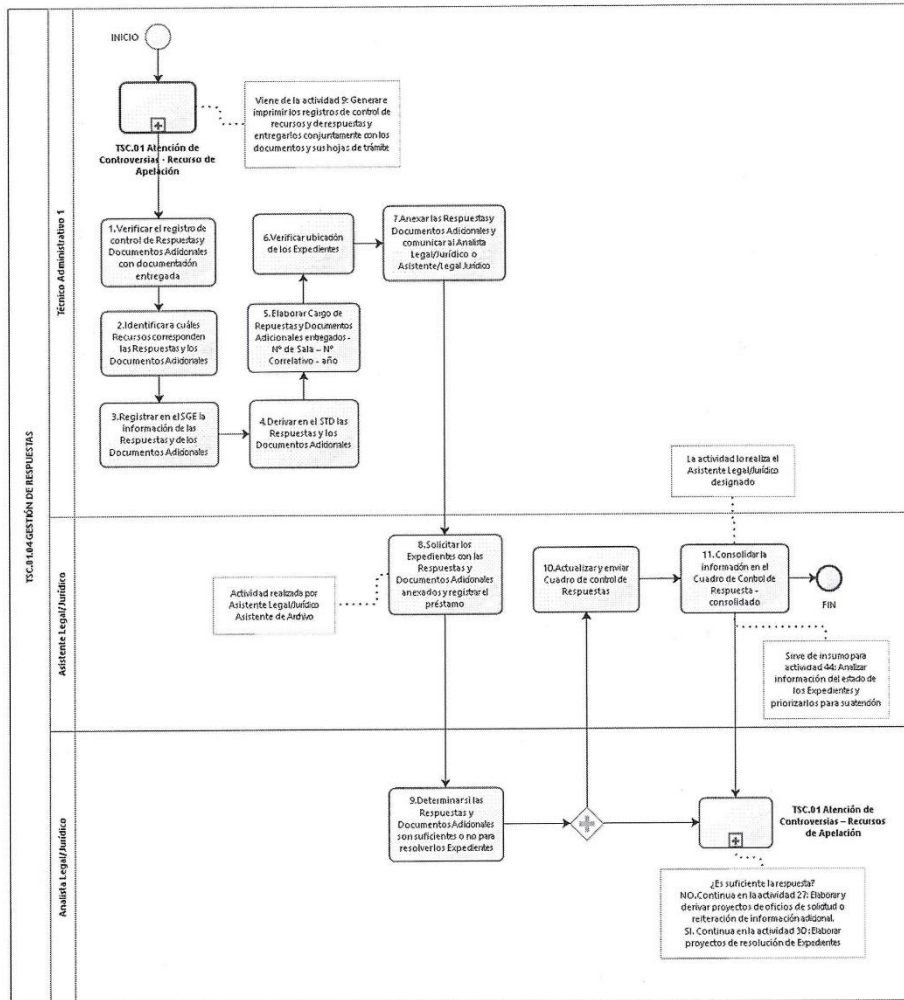 TSC.01.04 GESTIÓN DE RESPUESTAS
Técnico Administrativo 1
INICIO
TSC.01 Atención de
Controversias - Recurso de
Apelación
Viene de la actividad 9: Generar e
imprimir los registros de control de
recursos y de respuestas y
entregarlos conjuntamente con los
documentos y sus hojas de trámite
1.Verificar el registro de
control de Respuestas y
Documentos Adicionales
con documentación
entregada
2.Identificar a cuáles
Recursos corresponden
las Respuestas y los
Documentos Adicionales
3.Registrar en el SGE la
información de las
Respuestas y de los
Documentos Adicionales
4.Derivar en el STD las
Respuestas y los
Documentos Adicionales
5.Elaborar Cargo de
Repuestas y Documentos
Adicionales entregados -
N° de Sala – N°
Correlativo - año
6.Verificar ubicación
de los Expedientes
7.Anexar las Respuestas y
Documentos Adicionales y
comunicar al Analista
Legal/Jurídico o
Asistente/Legal Jurídico
Asistente Legal/Jurídico
8.Solicitar los
Expedientes con las
Respuestas y
Documentos Adicionales
anexados y registrar el
préstamo
Actividad realizada por
Asistente Legal/Jurídico
Asistente de Archivo
10.Actualizar y enviar
Cuadro de control de
Respuestas
La actividad lo realiza el
Asistente Legal/Jurídico
designado
11.Consolidar la
información en el
Cuadro de Control de
Respuesta -
consolidado
FIN
Sirve de insumo para
actividad 44: Analizar
información del estado de
los Expedientes y
priorizarlos para su atención
Analista Legal/Jurídico
9.Determinar si las
Respuestas y
Documentos Adicionales
son suficientes o no para
resolver los Expedientes
TSC.01 Atención de
Controversias – Recursos
de Apelación
¿Es suficiente la respuesta?
NO.Continua en la actividad 27: Elaborar y
derivar proyectos de oficios de solicitud o
reiteración de información adicional.
SI. Continua en la actividad 30: Elaborar
proyectos de resolución de Expedientes